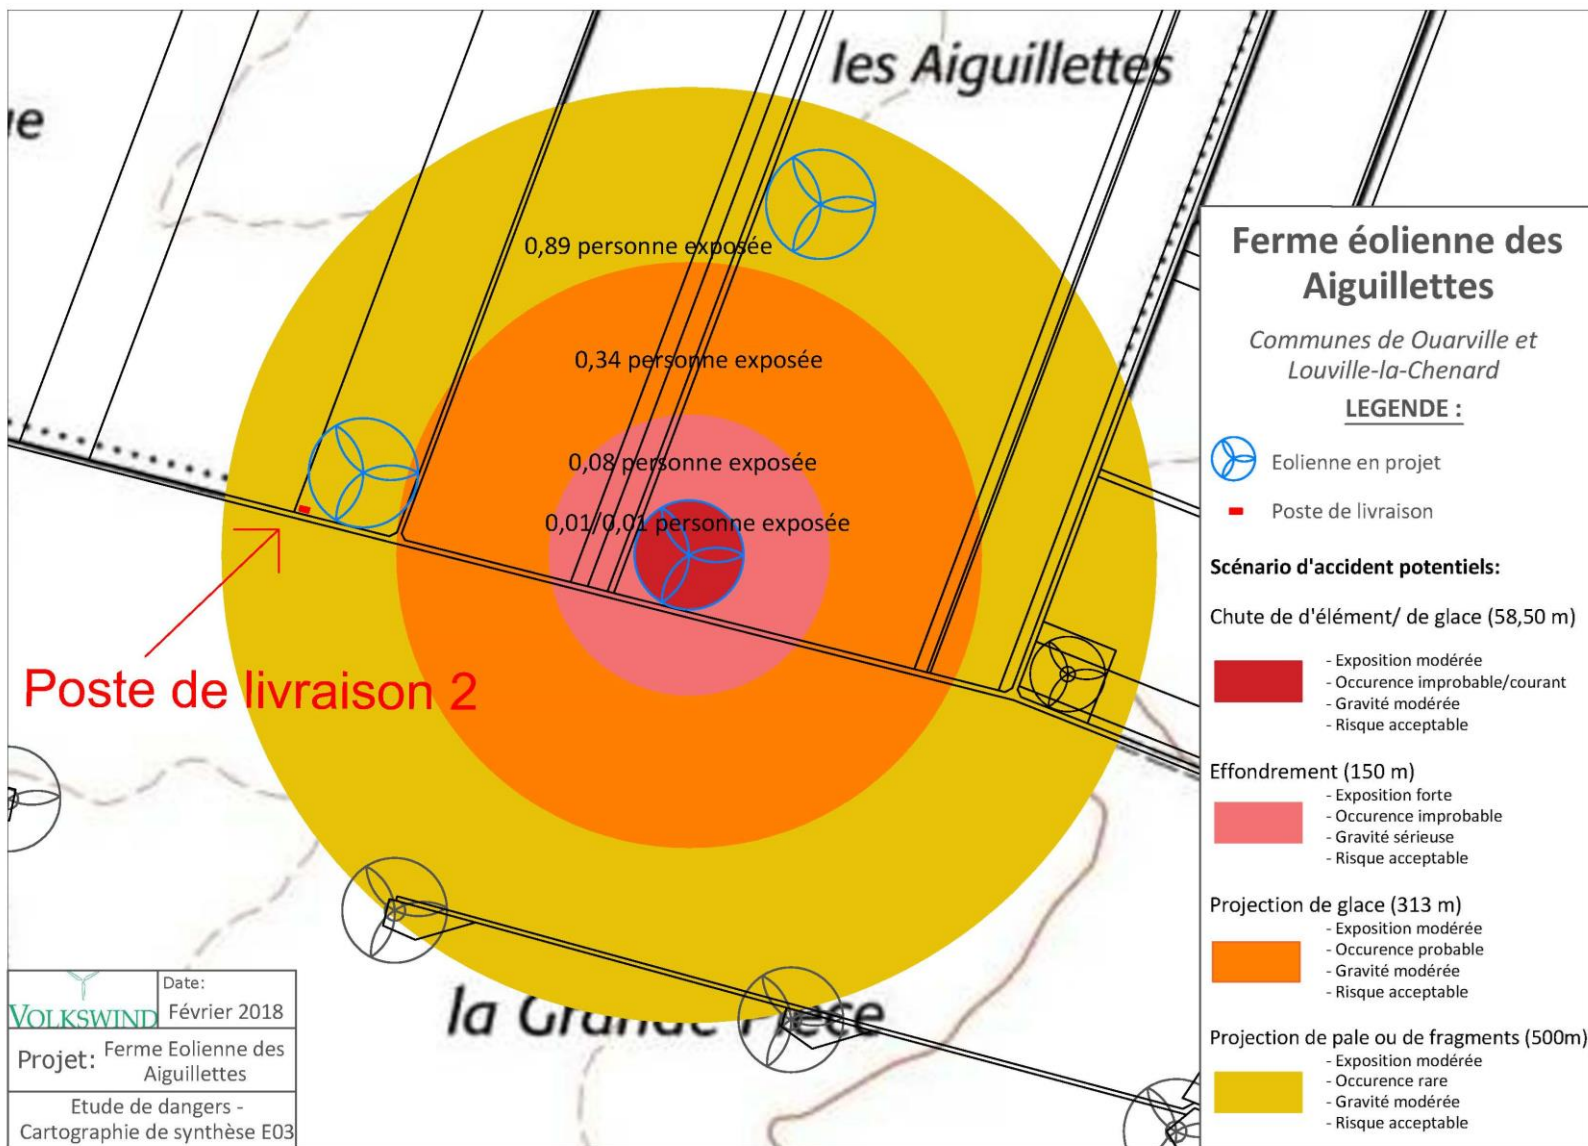 les Aiguillettes
ue
0,89 personne exposée
0,34 personne exposée
0,08 personne exposée
0,01/0,01 personne exposée
Poste de livraison 2
la Grande Pièce
Ferme éolienne des
Aiguillettes
Communes de Ouarville et
Louville-la-Chenard
LEGENDE :
Eolienne en projet
Poste de livraison
Scénario d'accident potentiels:
Chute de d'élément/ de glace (58,50 m)
- Exposition modérée
- Occurence improbable/courant
- Gravité modérée
- Risque acceptable
Effondrement (150 m)
- Exposition forte
- Occurence improbable
- Gravité sérieuse
- Risque acceptable
Projection de glace (313 m)
- Exposition modérée
- Occurence probable
- Gravité modérée
- Risque acceptable
Projection de pale ou de fragments (500m)
- Exposition modérée
- Occurence rare
- Gravité modérée
- Risque acceptable
VOLKSWIND
Date:
Février 2018
Projet: Ferme Eolienne des
Aiguillettes
Etude de dangers -
Cartographie de synthèse E03